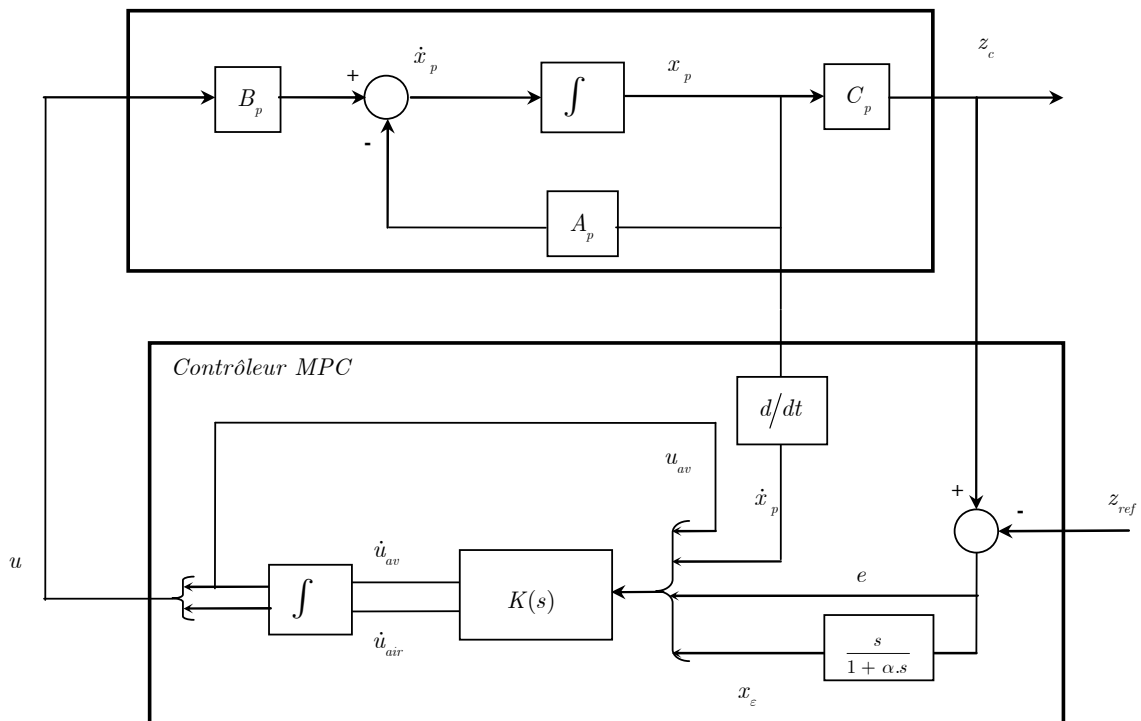 ẋ_p
x_p
z_c
+
B_p
∫
C_p
-
A_p
Contrôleur MPC
d/dt
u_av
ẋ_p
+
-
z_ref
u
u̇_av
e
∫
K(s)
u̇_air
s
1 + α.s
x_ε